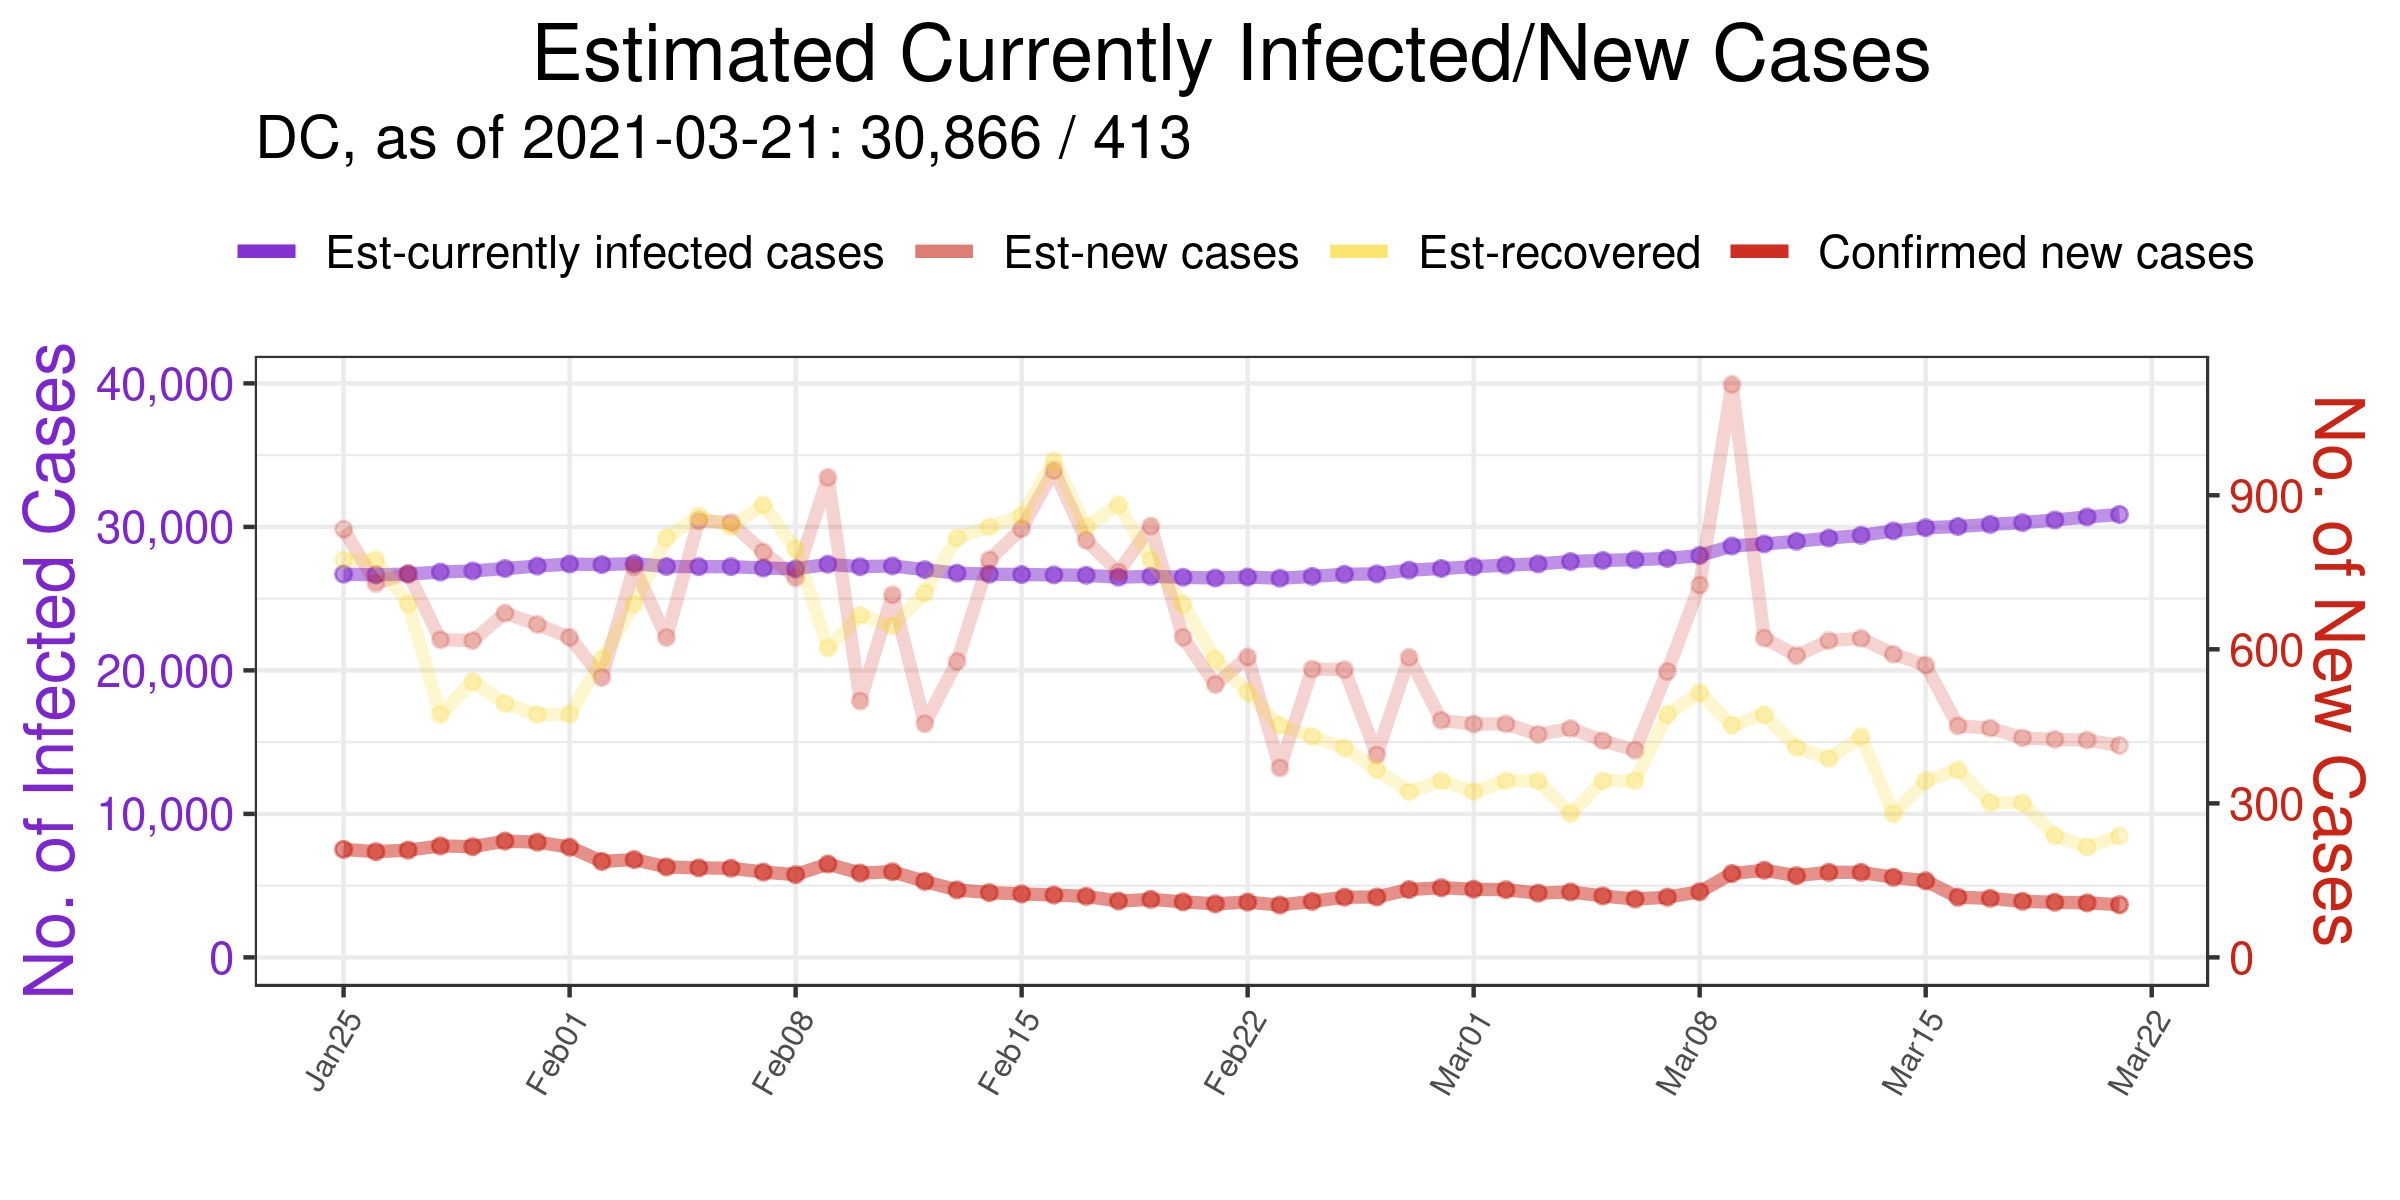 Estimated Currently Infected/New Cases
DC, as of 2021-03-21: 30,866 / 413
Est-currently infected cases Est-new cases Est-recovered Confirmed new cases
No. of Infected Cases
40,000
30,000
20,000
10,000
0
900
600
300
0
No. of New Cases
Jan25 Feb01 Feb08 Feb15 Feb22 Mar01 Mar08 Mar15 Mar22